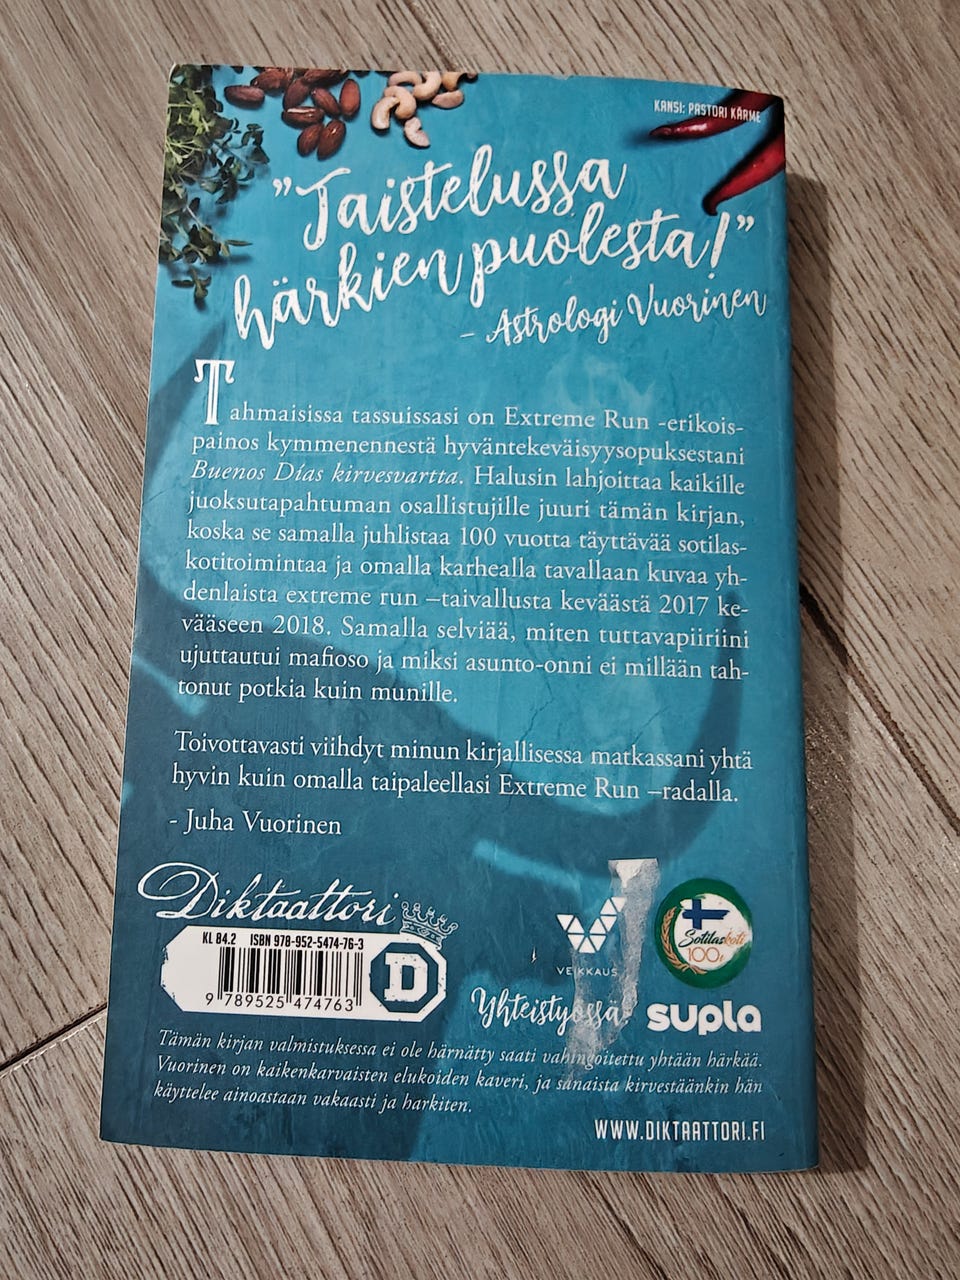 KANSI: PASTORI KÄRME
"Taistelussa
härkien puolesta!"
- Astrologi Vuorinen
Tahmaisissa tassuissasi on Extreme Run -erikois-
painos kymmenennestä hyväntekeväisyysopuksestani
Buenos Días kirvesvartta. Halusin lahjoittaa kaikille
juoksutapahtuman osallistujille juuri tämän kirjan,
koska se samalla juhlistaa 100 vuotta täyttävää sotilas-
kotitoimintaa ja omalla karhealla tavallaan kuvaa yh-
denlaista extreme run –taivallusta keväästä 2017 ke-
vääseen 2018. Samalla selviää, miten tuttavapiiriini
ujuttautui mafioso ja miksi asunto-onni ei millään tah-
tonut potkia kuin munille.
Toivottavasti viihdyt minun kirjallisessa matkassani yhtä
hyvin kuin omalla taipaleellasi Extreme Run –radalla.
- Juha Vuorinen
Diktaattori
KL 84.2 ISBN 978-952-5474-76-3
D
9 789525 474763
VEIKKAUS
Sotilaskoti
100v
Yhteistyössä:
supla
Tämän kirjan valmistuksessa ei ole härnätty saati vahingoitettu yhtään härkää.
Vuorinen on kaikenkarvaisten elukoiden kaveri, ja sanaista kirvestäänkin hän
käyttelee ainoastaan vakaasti ja harkiten.
WWW.DIKTAATTORI.FI